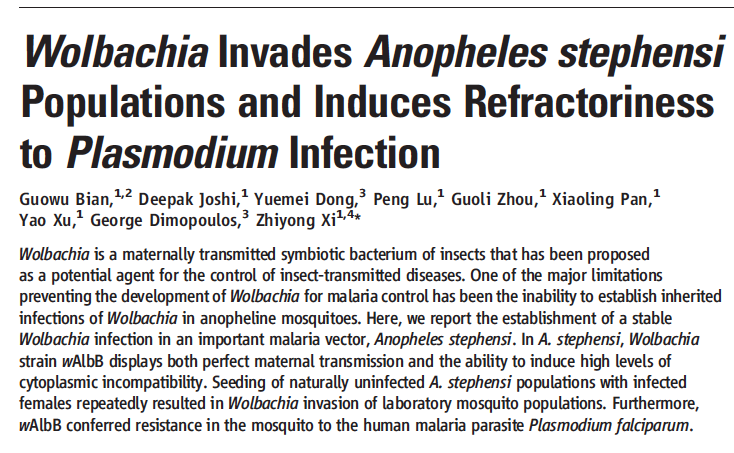 Wolbachia Invades Anopheles stephensi
Populations and Induces Refractoriness
to Plasmodium Infection
Guowu Bian,1,2 Deepak Joshi,1 Yuemei Dong,3 Peng Lu,1 Guoli Zhou,1 Xiaoling Pan,1
Yao Xu,1 George Dimopoulos,3 Zhiyong Xi1,4*
Wolbachia is a maternally transmitted symbiotic bacterium of insects that has been proposed
as a potential agent for the control of insect-transmitted diseases. One of the major limitations
preventing the development of Wolbachia for malaria control has been the inability to establish inherited
infections of Wolbachia in anopheline mosquitoes. Here, we report the establishment of a stable
Wolbachia infection in an important malaria vector, Anopheles stephensi. In A. stephensi, Wolbachia
strain wAlbB displays both perfect maternal transmission and the ability to induce high levels of
cytoplasmic incompatibility. Seeding of naturally uninfected A. stephensi populations with infected
females repeatedly resulted in Wolbachia invasion of laboratory mosquito populations. Furthermore,
wAlbB conferred resistance in the mosquito to the human malaria parasite Plasmodium falciparum.